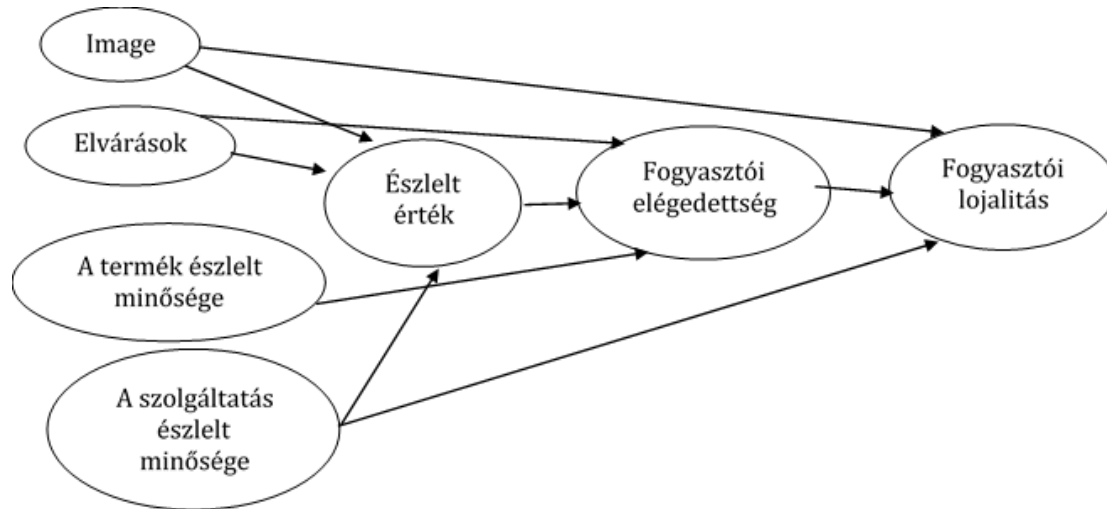 Image
Elvárások
Észlelt
érték
Fogyasztói
elégedettség
Fogyasztói
lojalitás
A termék észlelt
minősége
A szolgáltatás
észlelt
minősége